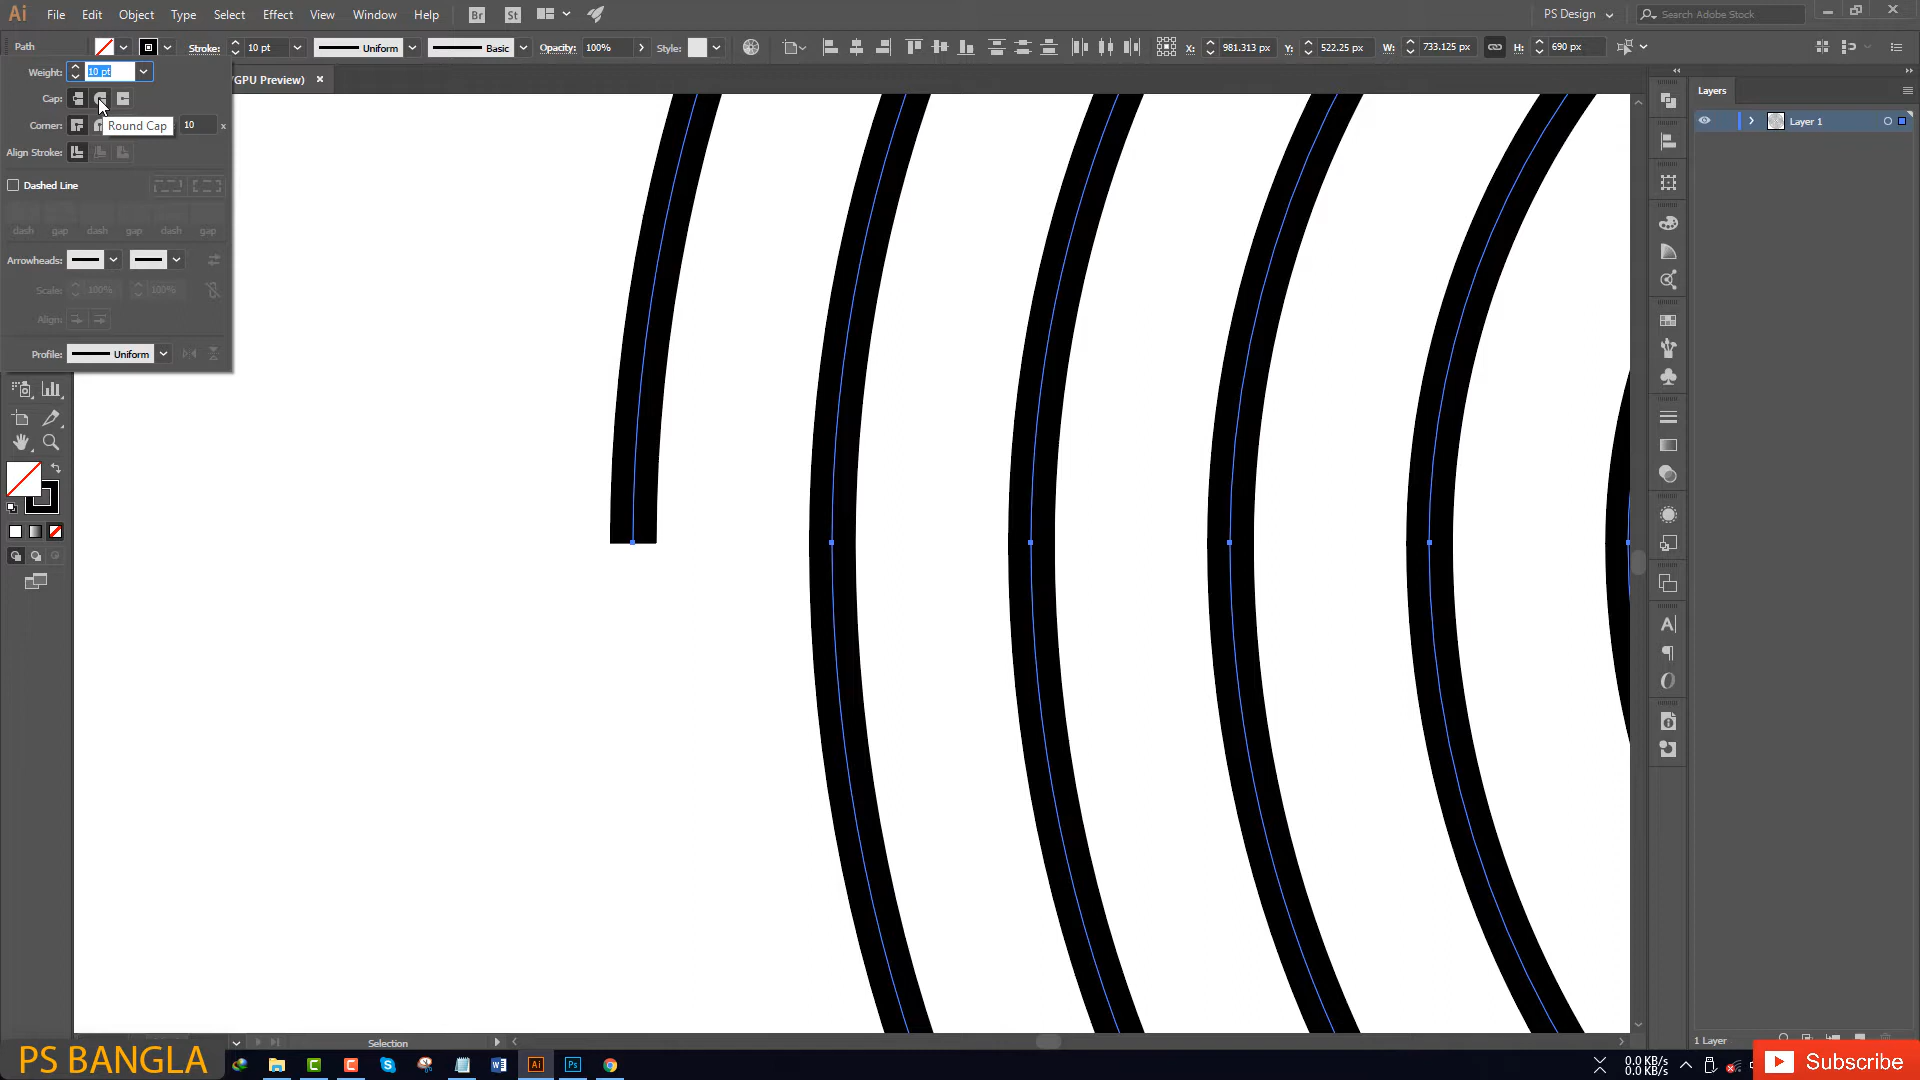 Ai File Edit Object Type Select Effect View Window Help Br St PS Design Search Adobe Stock
Path Stroke: 10 pt Uniform Basic Opacity: 100% Style: X: 981.313 px Y: 522.25 px W: 733.125 px H: 690 px
Weight: 10 pt /GPU Preview) ×
Layers
Cap:
Corner: Round Cap 10 x
Layer 1
Align Stroke:
Dashed Line
dash gap dash gap dash gap
Arrowheads:
Scale: 100% 100%
Align:
Profile: Uniform
Selection
1 Layer
PS BANGLA
Ai Ps
0.0 KB/s
0.0 KB/s
Subscribe